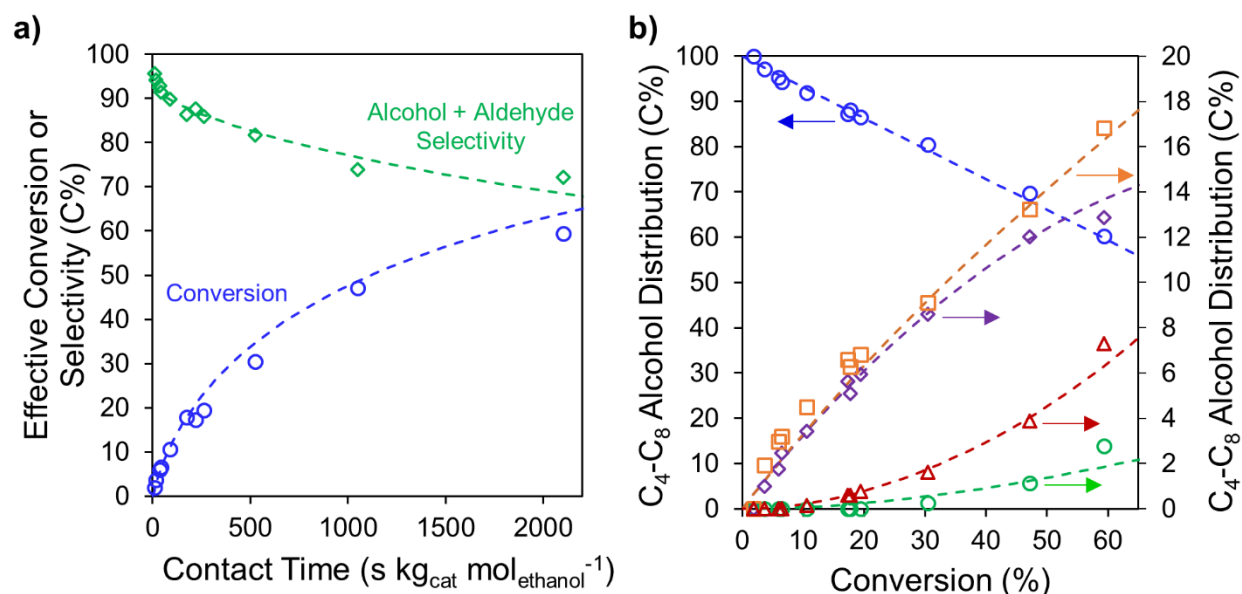 a)
Effective Conversion or
Selectivity (C%)
100
90
80
70
60
50
40
30
20
10
0
Alcohol + Aldehyde
Selectivity
Conversion
0 500 1000 1500 2000
Contact Time (s kgcat molethanol-1)
b)
C4-C8 Alcohol Distribution (C%)
100
90
80
70
60
50
40
30
20
10
0
20
18
16
14
12
10
8
6
4
2
0
C4-C8 Alcohol Distribution (C%)
0 10 20 30 40 50 60
Conversion (%)